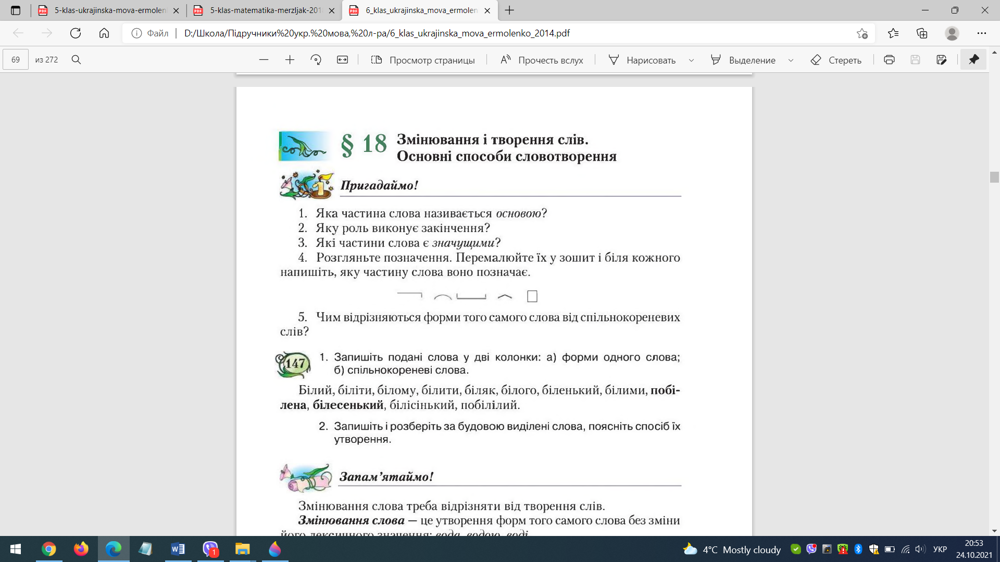 5-klas-ukrajinska-mova-ermolen
5-klas-matematika-merzljak-201
6_klas_ukrajinska_mova_ermolen
Файл
D:/Школа/Підручники%20укр.%20мова,%20л-ра/6_klas_ukrajinska_mova_ermolenko_2014.pdf
69 из 272
Просмотр страницы
Прочесть вслух
Нарисовать
Выделение
Стереть
§ 18 Змінювання і творення слів.
Основні способи словотворення
Пригадаймо!
1. Яка частина слова називається основою?
2. Яку роль виконує закінчення?
3. Які частини слова є значущими?
4. Розгляньте позначення. Перемалюйте їх у зошит і біля кожного
напишіть, яку частину слова воно позначає.
5. Чим відрізняються форми того самого слова від спільнокореневих
слів?
147 1. Запишіть подані слова у дві колонки: а) форми одного слова;
б) спільнокореневі слова.
Білий, біліти, білому, білити, біляк, білого, біленький, білими, побі-
лена, білесенький, білісінький, побілілий.
2. Запишіть і розберіть за будовою виділені слова, поясніть спосіб їх
утворення.
Запам’ятаймо!
Змінювання слова треба відрізняти від творення слів.
Змінювання слова — це утворення форм того самого слова без зміни
його лексичного значення: вода, водою, воді.
1
4°C Mostly cloudy
УКР
20:53
24.10.2021